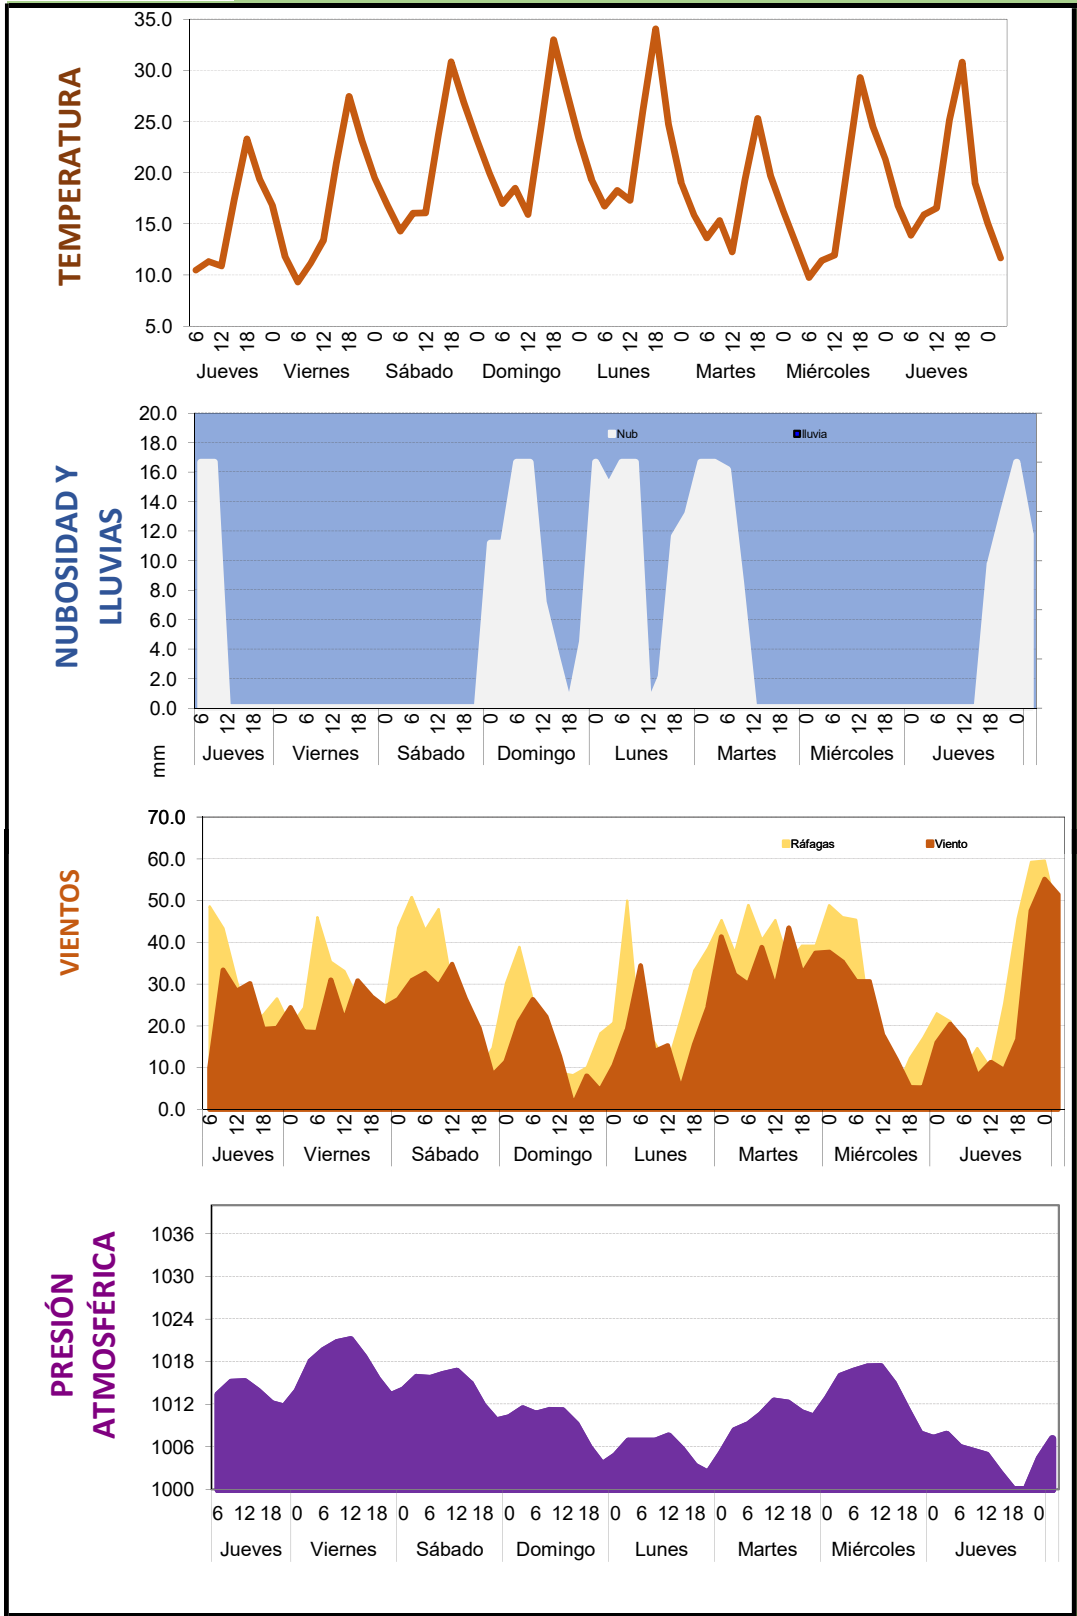 TEMPERATURA
35.0
30.0
25.0
20.0
15.0
10.0
5.0
6 12 18 0 6 12 18 0 6 12 18 0 6 12 18 0 6 12 18 0 6 12 18 0 6 12 18 0 6 12 18 0
Jueves Viernes Sábado Domingo Lunes Martes Miércoles Jueves
NUBOSIDAD Y
LLUVIAS
20.0
18.0
16.0
14.0
12.0
10.0
8.0
6.0
4.0
2.0
0.0
Nub lluvia
6 12 18 0 6 12 18 0 6 12 18 0 6 12 18 0 6 12 18 0 6 12 18 0 6 12 18 0 6 12 18 0
mm
Jueves Viernes Sábado Domingo Lunes Martes Miércoles Jueves
VIENTOS
70.0
60.0
50.0
40.0
30.0
20.0
10.0
0.0
Ráfagas Viento
6 12 18 0 6 12 18 0 6 12 18 0 6 12 18 0 6 12 18 0 6 12 18 0 6 12 18 0 6 12 18 0
Jueves Viernes Sábado Domingo Lunes Martes Miércoles Jueves
PRESIÓN
ATMOSFÉRICA
1036
1030
1024
1018
1012
1006
1000
6 12 18 0 6 12 18 0 6 12 18 0 6 12 18 0 6 12 18 0 6 12 18 0 6 12 18 0 6 12 18 0
Jueves Viernes Sábado Domingo Lunes Martes Miércoles Jueves